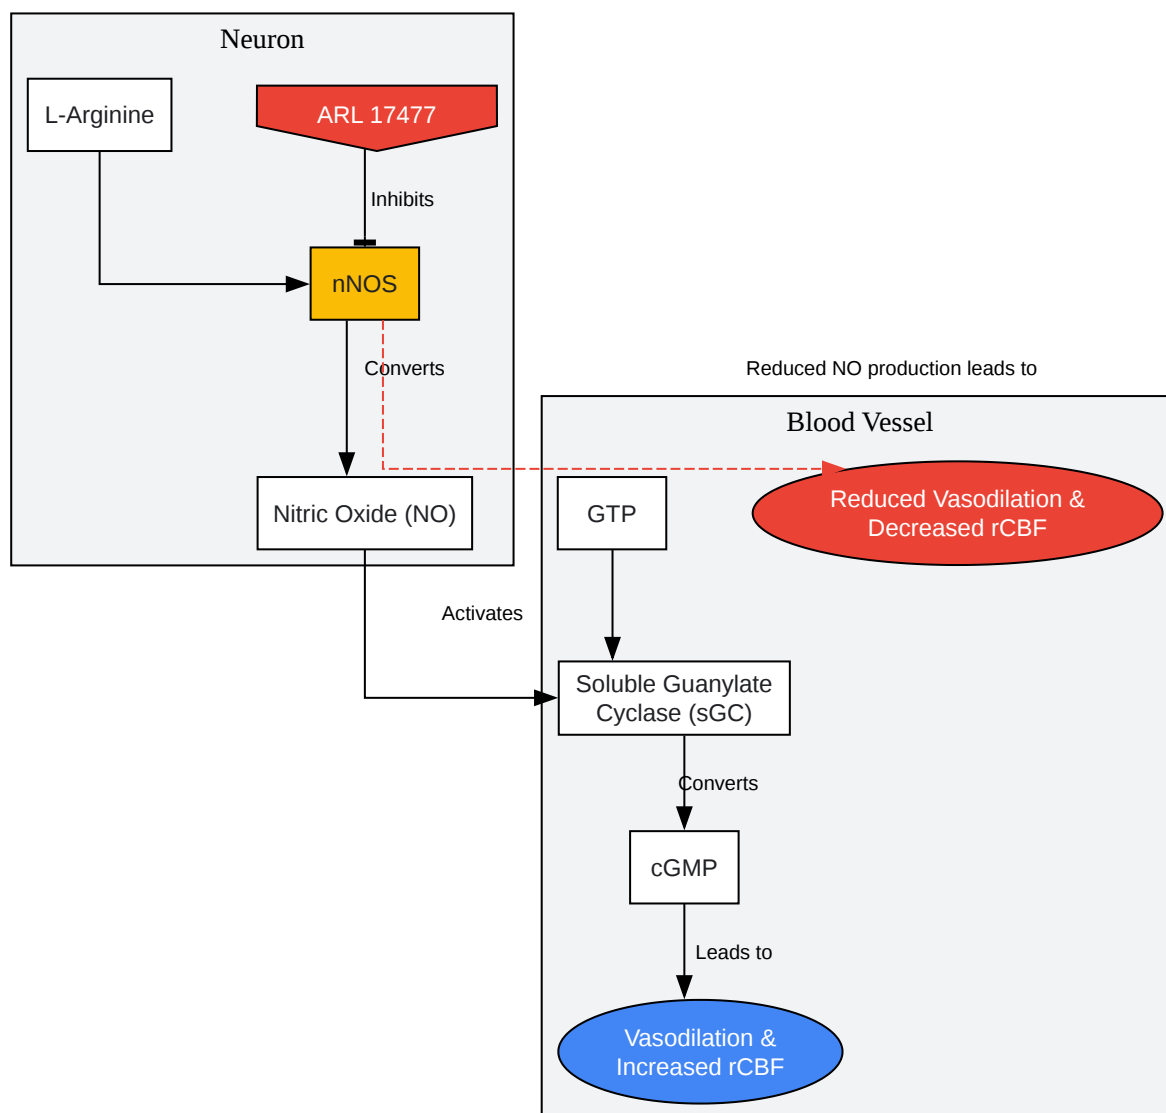 Neuron
L-Arginine
ARL 17477
Inhibits
nNOS
Converts
Reduced NO production leads to
Blood Vessel
Nitric Oxide (NO)
GTP
Reduced Vasodilation &
Decreased rCBF
Activates
Soluble Guanylate
Cyclase (sGC)
Converts
cGMP
Leads to
Vasodilation &
Increased rCBF